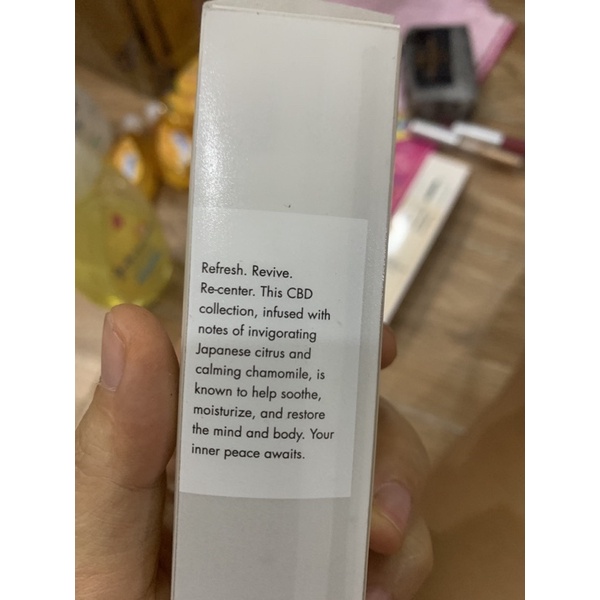 Refresh. Revive.
Re-center. This CBD
collection, infused with
notes of invigorating
Japanese citrus and
calming chamomile, is
known to help soothe,
moisturize, and restore
the mind and body. Your
inner peace awaits.